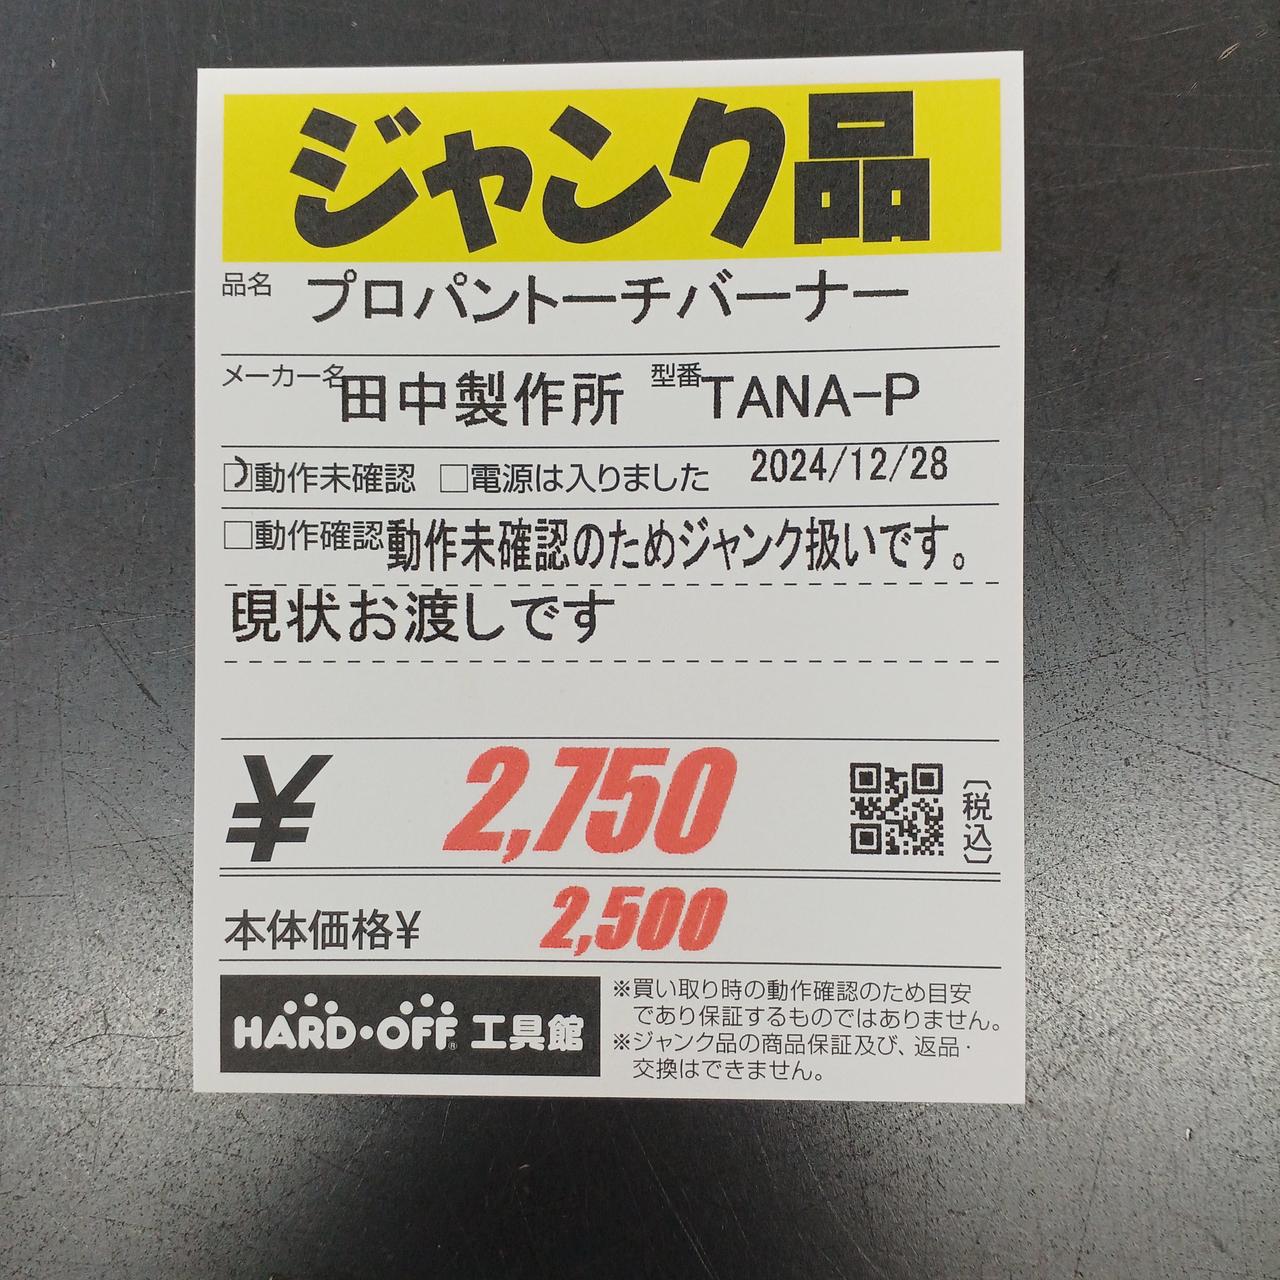 ジャンク品
品名 プロパントーチバーナー
メーカー名 田中製作所 型番 TANA-P
□動作未確認 □電源は入りました 2024/12/28
□動作確認 動作未確認のためジャンク扱いです。
現状お渡しです
¥ 2,750 (税込)
本体価格¥ 2,500
HARD・OFF® 工具館
※買い取り時の動作確認のため目安
であり保証するものではありません。
※ジャンク品の商品保証及び、返品・
交換はできません。